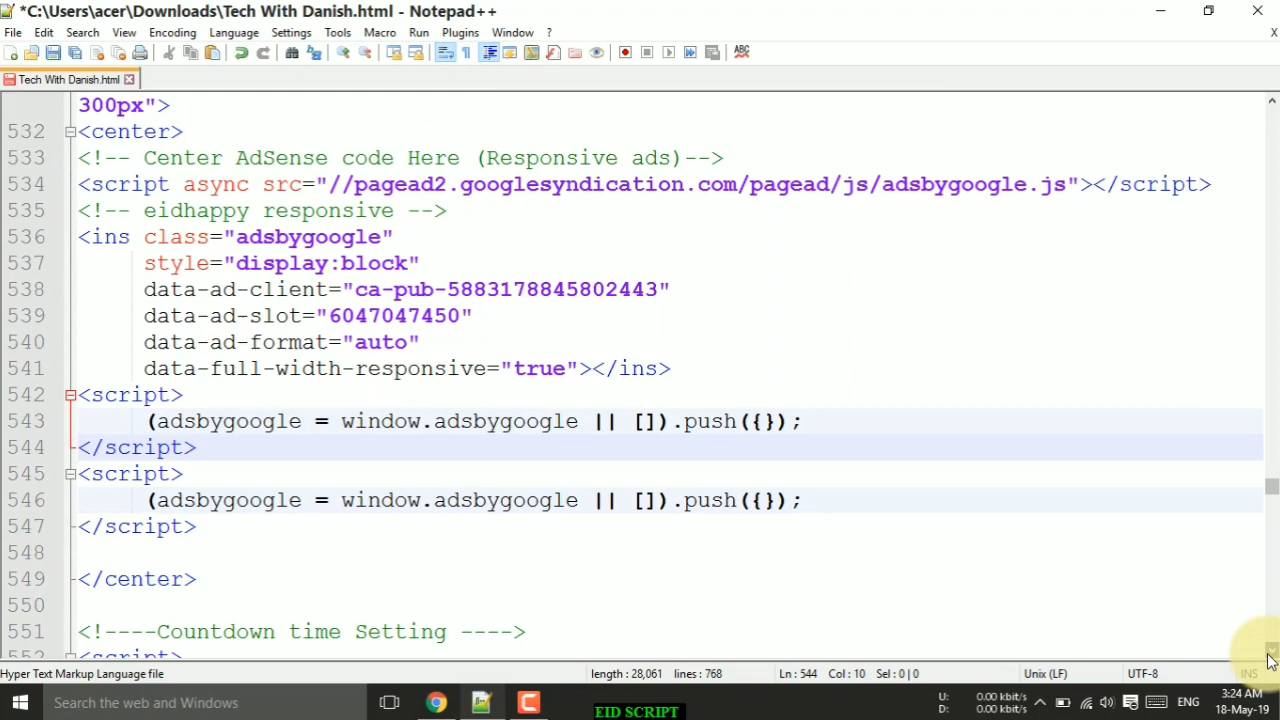 *C:\Users\acer\Downloads\Tech With Danish.html - Notepad++
File Edit Search View Encoding Language Settings Tools Macro Run Plugins Window ? X
ABC
Tech With Danish.html
300px">
532 <center>
533 <!-- Center AdSense code Here (Responsive ads)-->
534 <script async src="//pagead2.googlesyndication.com/pagead/js/adsbygoogle.js"></script>
535 <!-- eidhappy responsive -->
536 <ins class="adsbygoogle"
537 style="display:block"
538 data-ad-client="ca-pub-5883178845802443"
539 data-ad-slot="6047047450"
540 data-ad-format="auto"
541 data-full-width-responsive="true"></ins>
542 <script>
543 (adsbygoogle = window.adsbygoogle || []).push({});
544 </script>
545 <script>
546 (adsbygoogle = window.adsbygoogle || []).push({});
547 </script>
548
549 </center>
550
551 <!----Countdown time Setting ---->
552 <script>
Hyper Text Markup Language file length : 28,061 lines : 768 Ln : 544 Col : 10 Sel : 0 | 0 Unix (LF) UTF-8 INS
Search the web and Windows
EID SCRIPT
U: 0.00 kbit/s
D: 0.00 kbit/s
ENG
3:24 AM
18-May-19